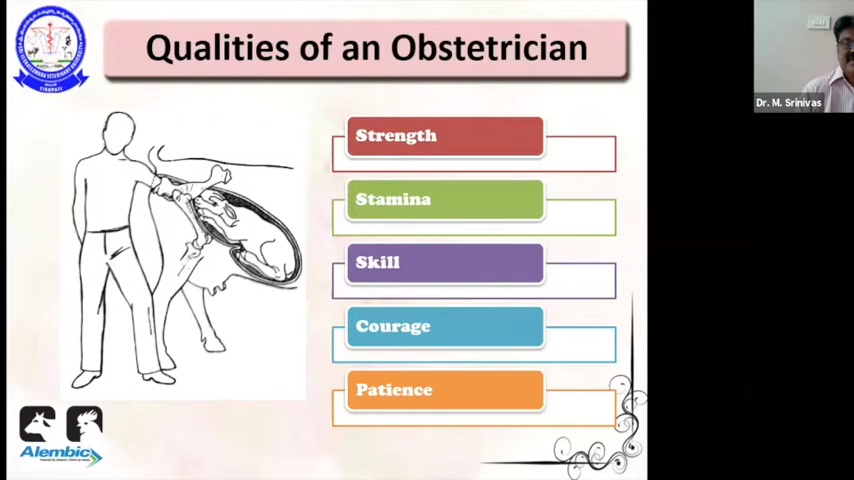 Qualities of an Obstetrician
Strength
Stamina
Skill
Courage
Patience
TIRUPATI
Alembic
Dr. M. Srinivas